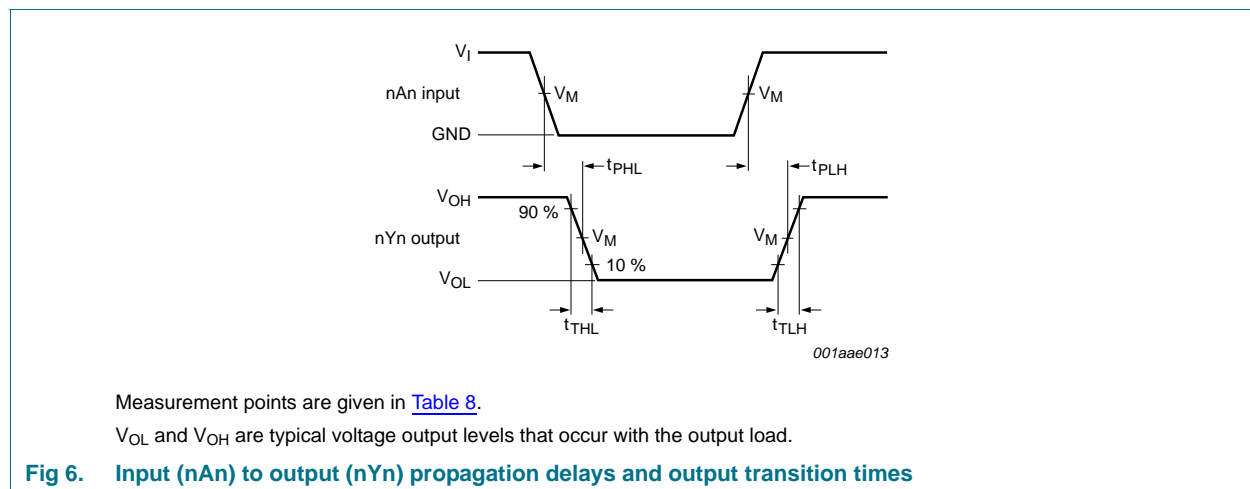 VI
nAn input
VM
VM
GND
tPHL
tPLH
VOH
90 %
nYn output
VM
VM
10 %
VOL
tTHL
tTLH
001aae013
Measurement points are given in Table 8.
VOL and VOH are typical voltage output levels that occur with the output load.
Fig 6. Input (nAn) to output (nYn) propagation delays and output transition times